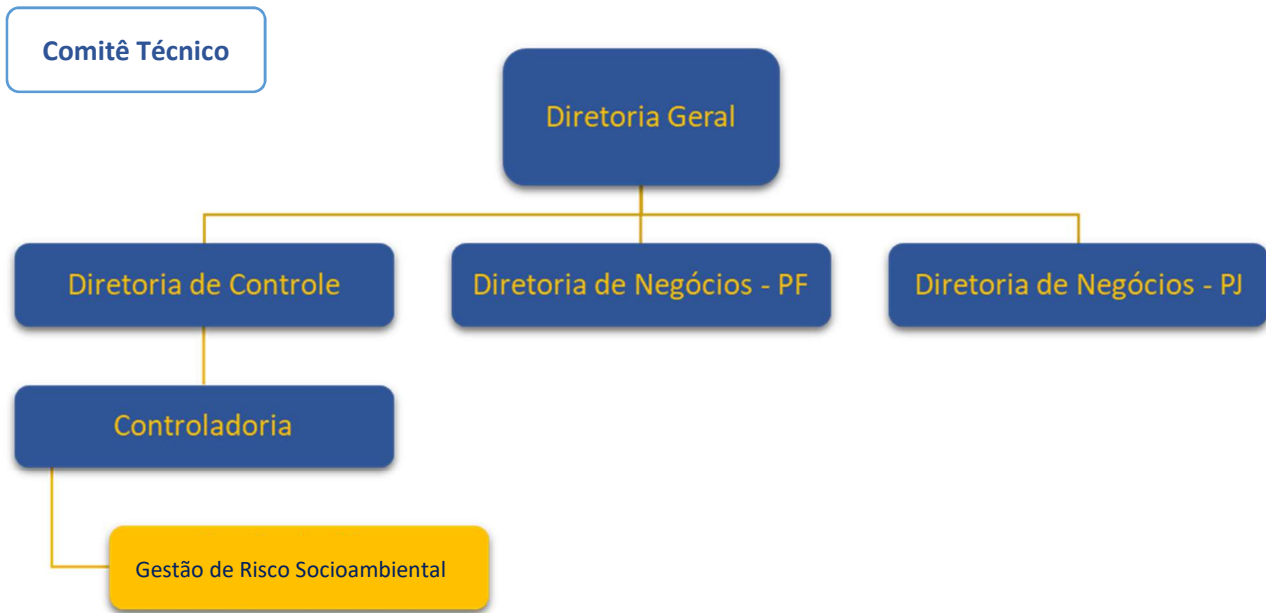 Comitê Técnico
Diretoria Geral
Diretoria de Controle
Diretoria de Negócios - PF
Diretoria de Negócios - PJ
Controladoria
Gestão de Risco Socioambiental